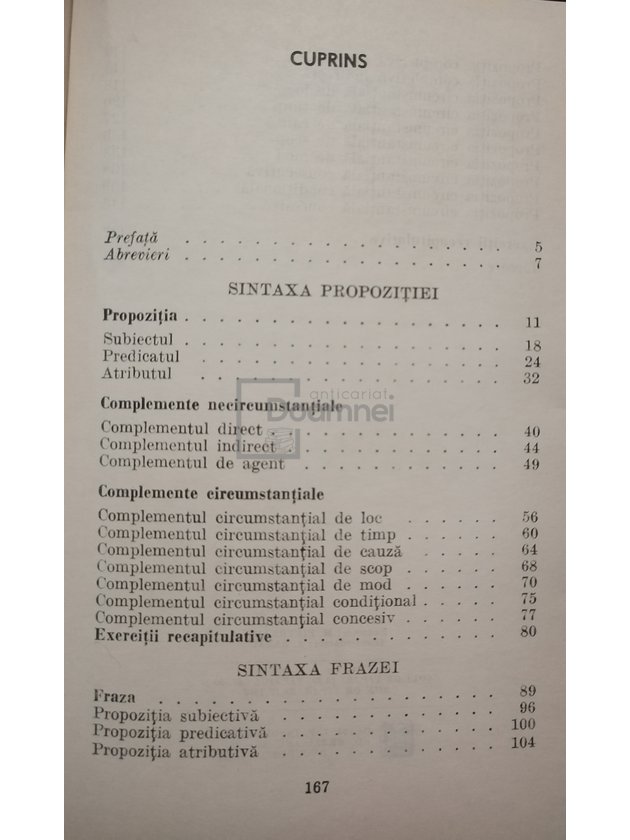 CUPRINS
Prefață . . . . . . . . . . . . . . . . . . . 5
Abrevieri . . . . . . . . . . . . . . . . . . 7
SINTAXA PROPOZIȚIEI
Propoziția . . . . . . . . . . . . . . . . . . 11
Subiectul . . . . . . . . . . . . . . . . . . 18
Predicatul . . . . . . . . . . . . . . . . . . 24
Atributul . . . . . . . . . . . . . . . . . . 32
anticariat
Doamnei
Complemente necircumstanțiale
Complementul direct . . . . . . . . . . . . . 40
Complementul indirect . . . . . . . . . . . . . 44
Complementul de agent . . . . . . . . . . . . 49
Complemente circumstanțiale
Complementul circumstanțial de loc . . . . . . 56
Complementul circumstanțial de timp . . . . . . 60
Complementul circumstanțial de cauză . . . . . 64
Complementul circumstanțial de scop . . . . . . 68
Complementul circumstanțial de mod . . . . . . 70
Complementul circumstanțial condițional . . . . . 75
Complementul circumstanțial concesiv . . . . . . 77
Exerciții recapitulative . . . . . . . . . . . . . 80
SINTAXA FRAZEI
Fraza . . . . . . . . . . . . . . . . . . . 89
Propoziția subiectivă . . . . . . . . . . . . . 96
Propoziția predicativă . . . . . . . . . . . . . 100
Propoziția atributivă . . . . . . . . . . . . . 104
167